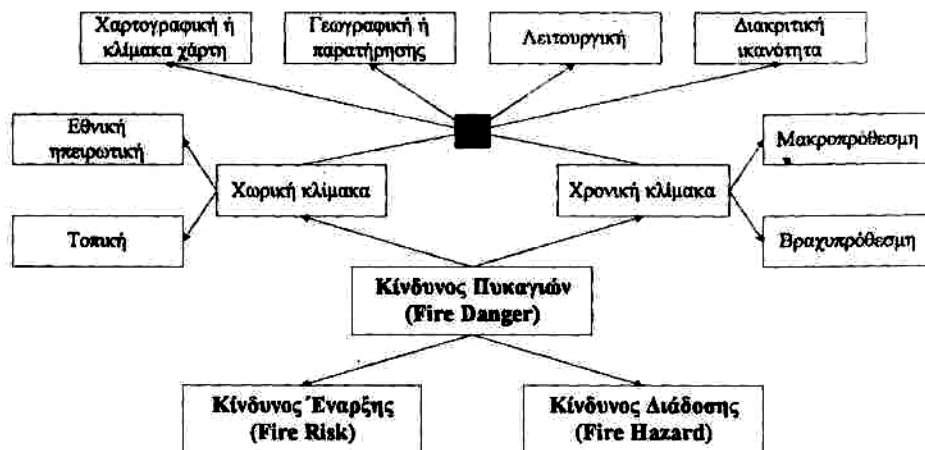 Χαρτογραφική ή
κλίμακα χάρτη
Γεωγραφική ή
παρατήρησης
Λειτουργική
Διακριτική
ικανότητα
Εθνική
ηπειρωτική
Χωρική κλίμακα
Χρονική κλίμακα
Μακροπρόθεσμη
Τοπική
Βραχυπρόθεσμη
Κίνδυνος Πυκαγιών
(Fire Danger)
Κίνδυνος Έναρξης
(Fire Risk)
Κίνδυνος Διάδοσης
(Fire Hazard)